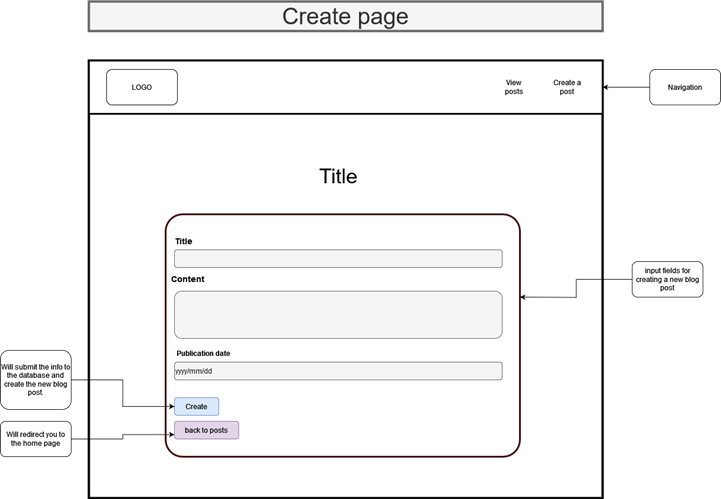 Create page
LOGO
View
posts
Create a
post
Navigation
Title
Title
Content
input fields for
creating a new blog
post
Publication date
yyyy/mm/dd
Will submit the info to
the database and
create the new blog
post.
Create
Will redirect you to
the home page
back to posts